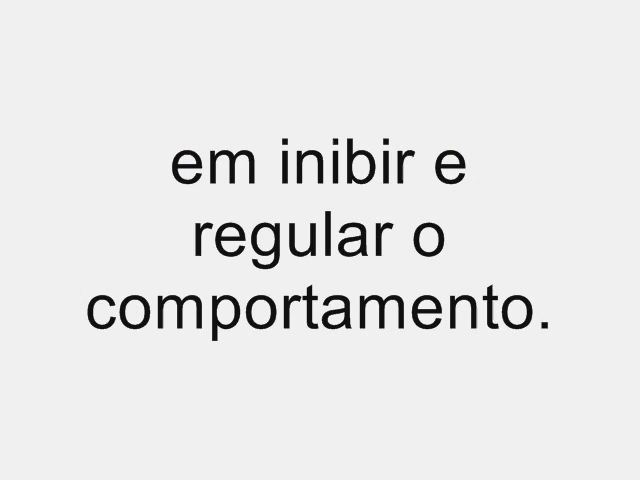 em inibir e
regular o
comportamento.